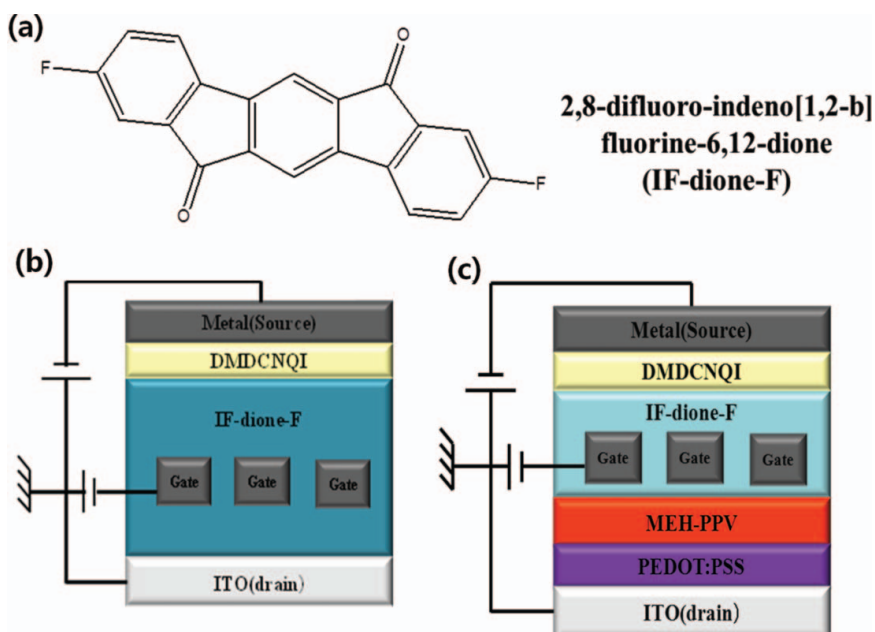 (a)
O
F
F
O
2,8-difluoro-indeno[1,2-b]
fluorine-6,12-dione
(IF-dione-F)
(b)
Metal(Source)
DMDCNQI
IF-dione-F
Gate
Gate
Gate
ITO(drain)
(c)
Metal(Source)
DMDCNQI
IF-dione-F
Gate
Gate
Gate
MEH-PPV
PEDOT:PSS
ITO(drain)